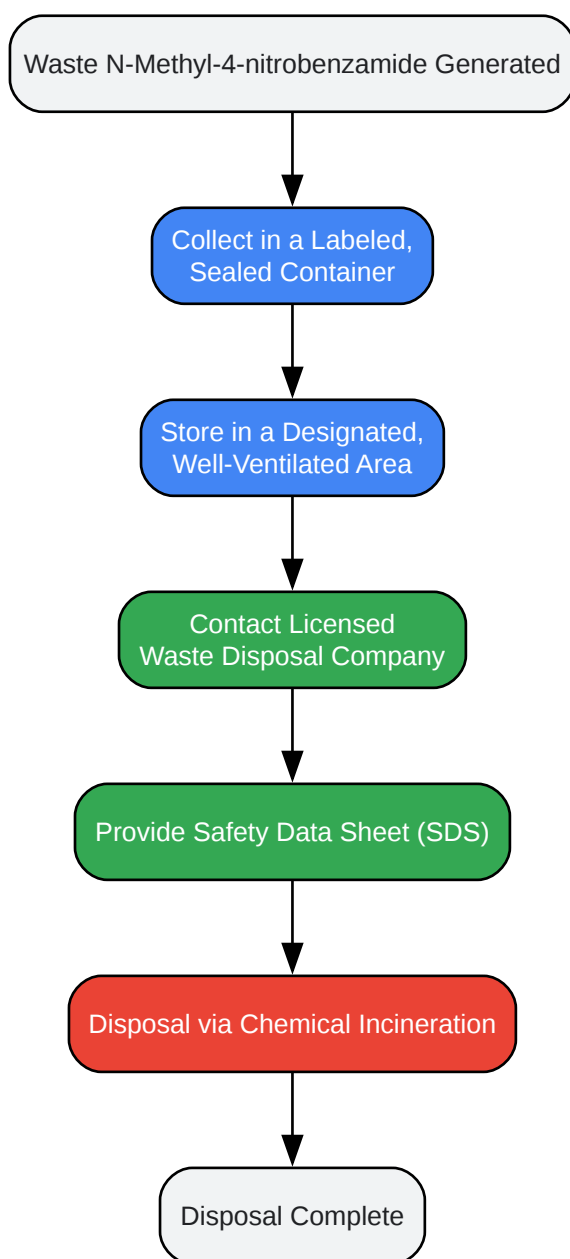 Waste N-Methyl-4-nitrobenzamide Generated
Collect in a Labeled,
Sealed Container
Store in a Designated,
Well-Ventilated Area
Contact Licensed
Waste Disposal Company
Provide Safety Data Sheet (SDS)
Disposal via Chemical Incineration
Disposal Complete